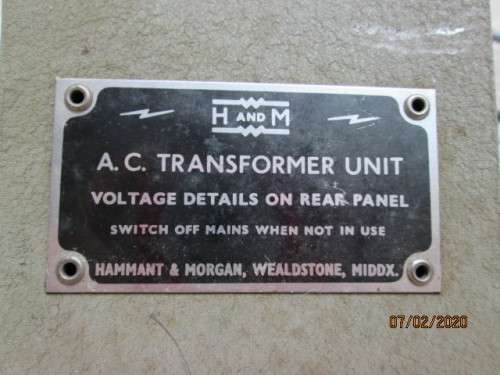 H AND M
A.C. TRANSFORMER UNIT
VOLTAGE DETAILS ON REAR PANEL
SWITCH OFF MAINS WHEN NOT IN USE
HAMMANT & MORGAN, WEALDSTONE, MIDDX.
07/02/2020